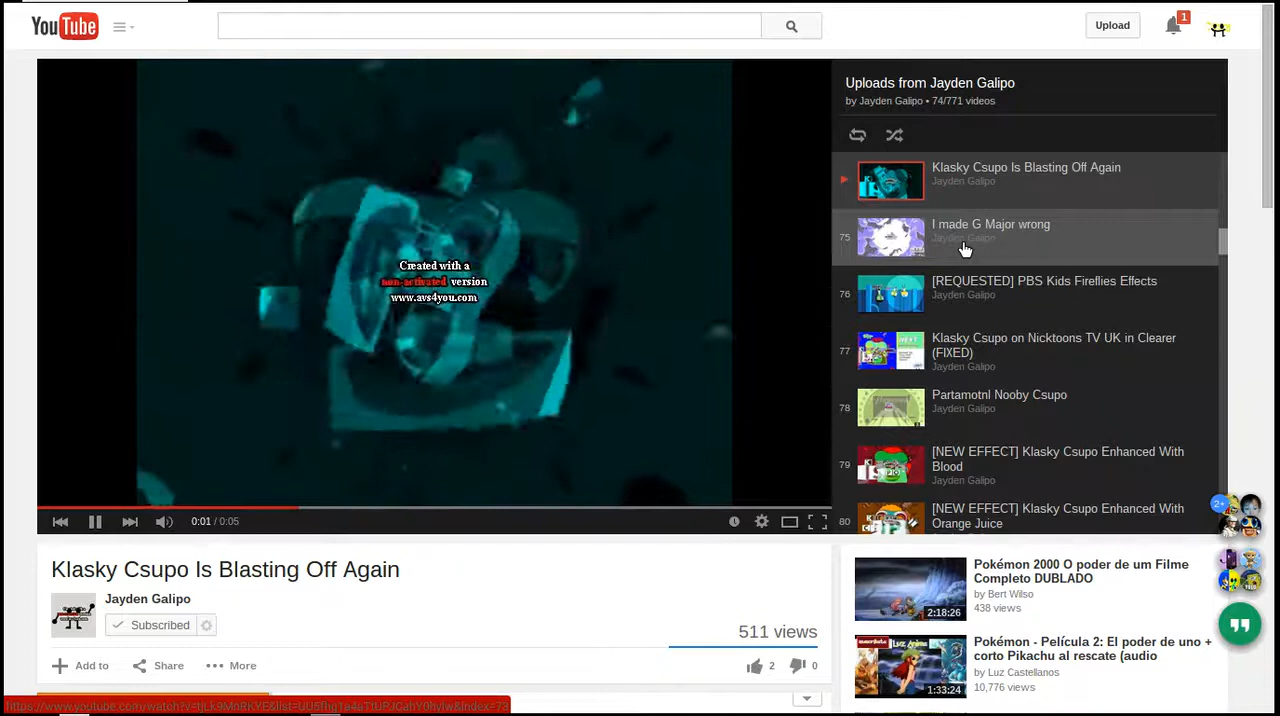 YouTube
Upload
1
Created with a
non-activated version
www.avs4you.com
0:01 / 0:05
Uploads from Jayden Galipo
by Jayden Galipo • 74/771 videos
Klasky Csupo Is Blasting Off Again
Jayden Galipo
75
I made G Major wrong
Jayden Galipo
76
[REQUESTED] PBS Kids Fireflies Effects
Jayden Galipo
77
Klasky Csupo on Nicktoons TV UK in Clearer
(FIXED)
Jayden Galipo
78
Partamotnl Nooby Csupo
Jayden Galipo
79
[NEW EFFECT] Klasky Csupo Enhanced With
Blood
Jayden Galipo
80
[NEW EFFECT] Klasky Csupo Enhanced With
Orange Juice
2+
Klasky Csupo Is Blasting Off Again
Jayden Galipo
Subscribed
511 views
Add to Share More
2 0
Pokémon 2000 O poder de um Filme
Completo DUBLADO
by Bert Wilso
438 views
2:18:26
Pokémon - Película 2: El poder de uno +
corto Pikachu al rescate (audio
by Luz Castellanos
10,776 views
1:33:24